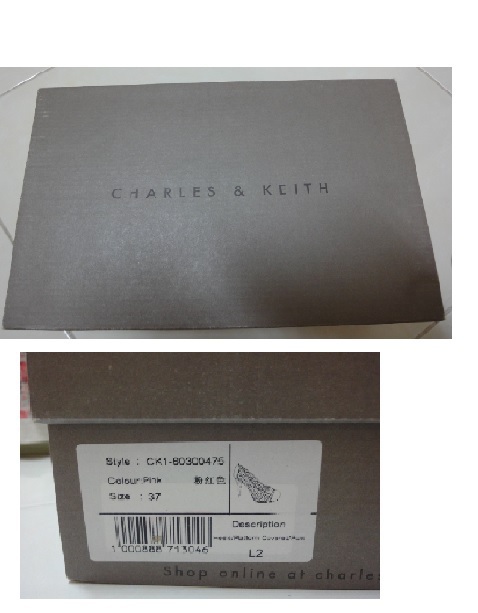 CHARLES & KEITH
Style : CK1-80300476
Colour: Pink 粉红色
Size : 37
Description
1 000888 713046
L2
Shop online at charle